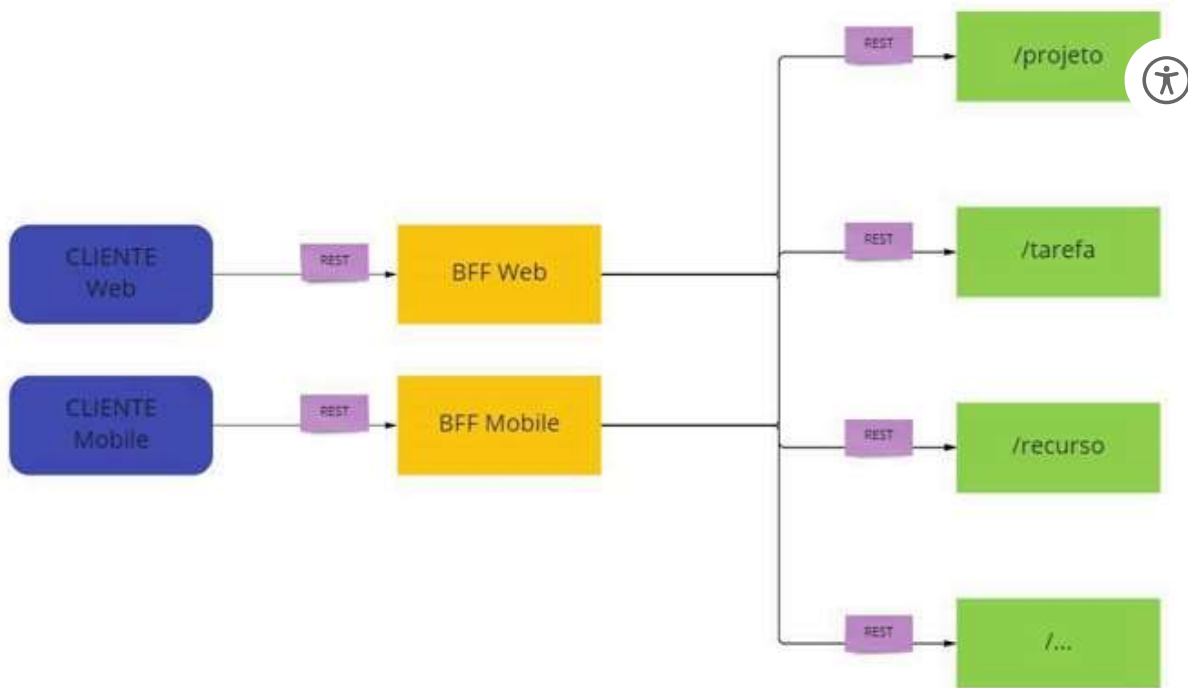 REST
/projeto
CLIENTE
Web
REST
BFF Web
REST
/tarefa
CLIENTE
Mobile
REST
BFF Mobile
REST
/recurso
REST
/...